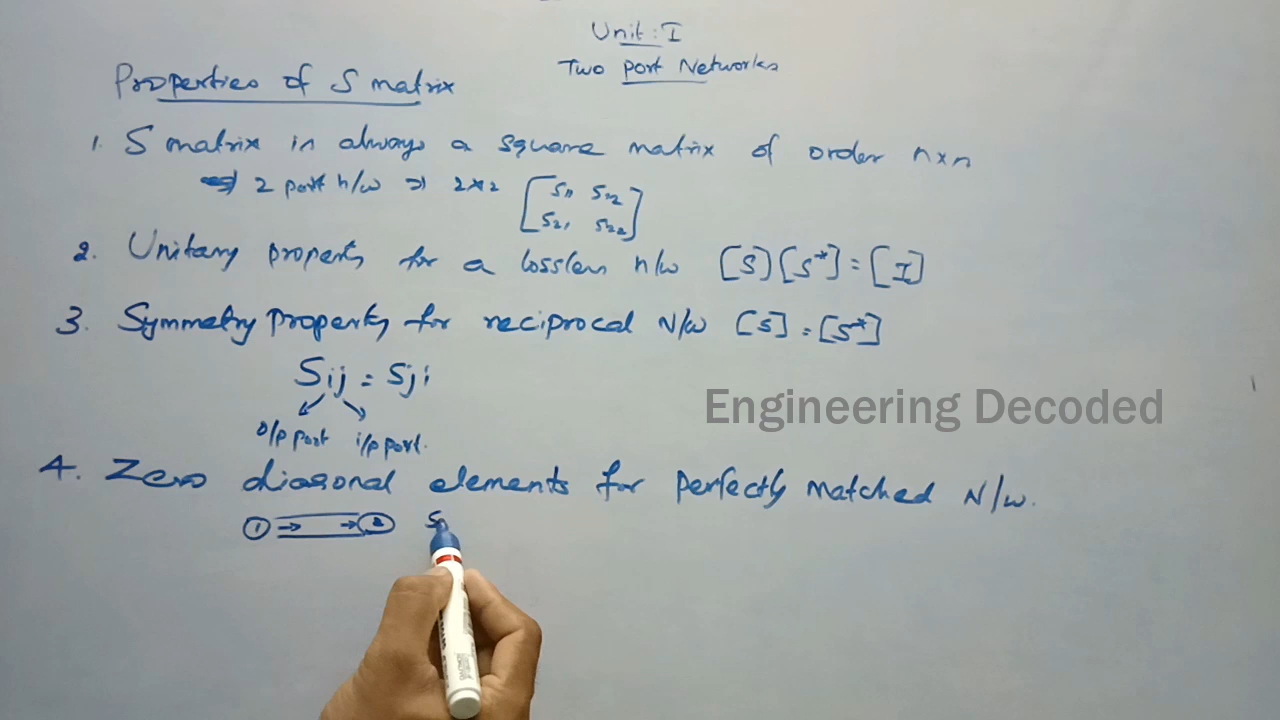 Unit : I
Two Port Networks
Properties of S matrix
1. S matrix is always a square matrix of order n x n
⇒ 2 port n/w ⇒ 2x2 [S11 S12
S21 S22]
2. Unitary property for a lossless n/w [S][S*] = [I]
3. Symmetry property for reciprocal N/w [S] = [S*]
Sij = Sji
O/p port i/p port.
4. Zero diagonal elements for perfectly matched N/w.
1 → → 2 S
Engineering Decoded